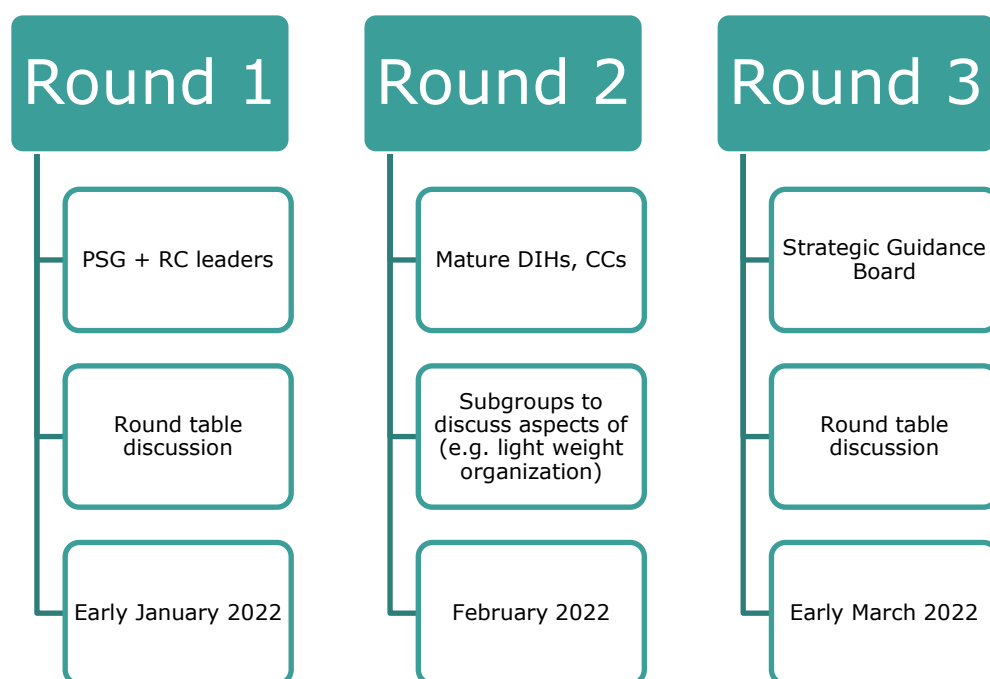 Round 1
PSG + RC leaders
Round table
discussion
Early January 2022
Round 2
Mature DIHs, CCs
Subgroups to
discuss aspects of
(e.g. light weight
organization)
February 2022
Round 3
Strategic Guidance
Board
Round table
discussion
Early March 2022